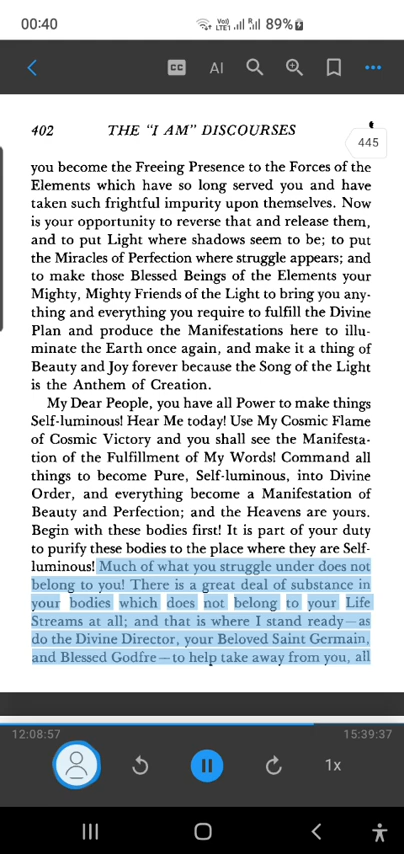 00:40
Vo)) LTE1 R 89%
CC AI
402 THE "I AM" DISCOURSES
445
you become the Freeing Presence to the Forces of the
Elements which have so long served you and have
taken such frightful impurity upon themselves. Now
is your opportunity to reverse that and release them,
and to put Light where shadows seem to be; to put
the Miracles of Perfection where struggle appears; and
to make those Blessed Beings of the Elements your
Mighty, Mighty Friends of the Light to bring you any-
thing and everything you require to fulfill the Divine
Plan and produce the Manifestations here to illu-
minate the Earth once again, and make it a thing of
Beauty and Joy forever because the Song of the Light
is the Anthem of Creation.
My Dear People, you have all Power to make things
Self-luminous! Hear Me today! Use My Cosmic Flame
of Cosmic Victory and you shall see the Manifesta-
tion of the Fulfillment of My Words! Command all
things to become Pure, Self-luminous, into Divine
Order, and everything become a Manifestation of
Beauty and Perfection; and the Heavens are yours.
Begin with these bodies first! It is part of your duty
to purify these bodies to the place where they are Self-
luminous! Much of what you struggle under does not
belong to you! There is a great deal of substance in
your bodies which does not belong to your Life
Streams at all; and that is where I stand ready—as
do the Divine Director, your Beloved Saint Germain,
and Blessed Godfre—to help take away from you, all
12:08:57 15:39:37
1x